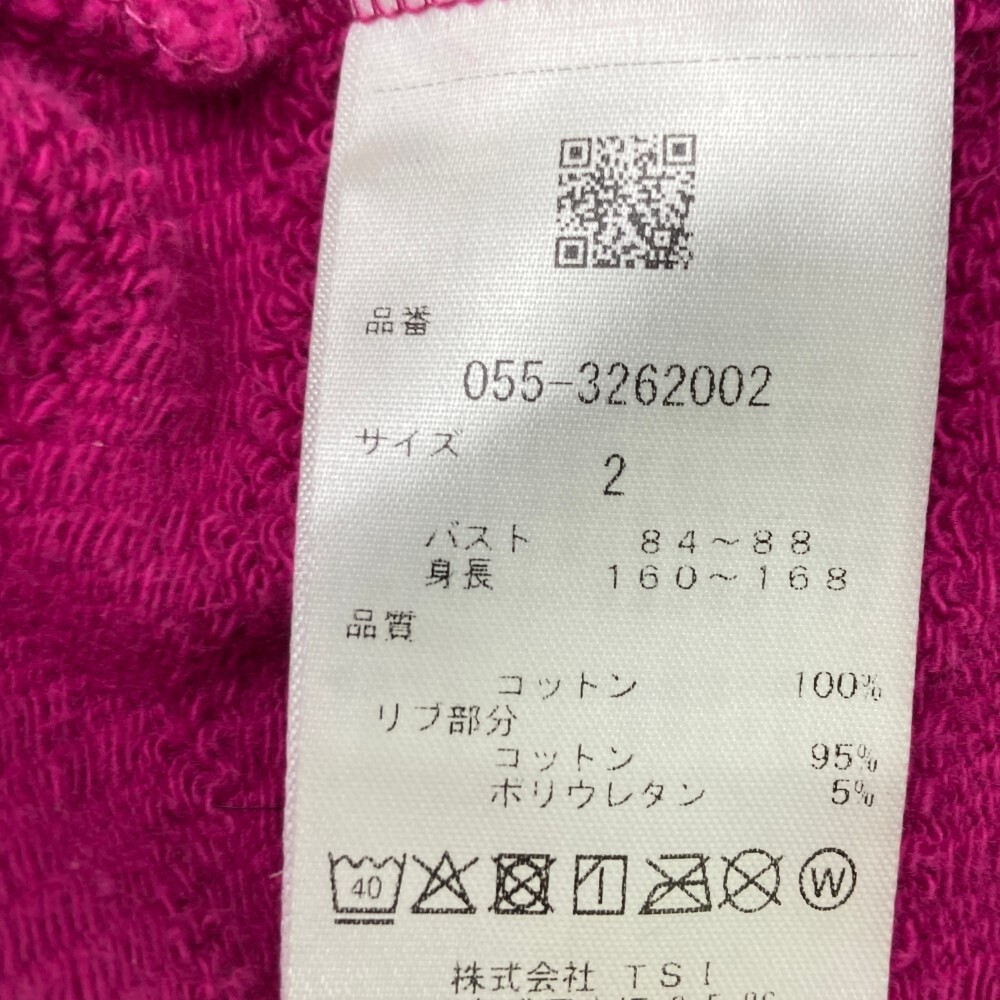 品番
055-3262002
サイズ
2
バスト 84～88
身長 160～168
品質
コットン 100%
リブ部分
コットン 95%
ポリウレタン 5%
40 W
株式会社 TSI